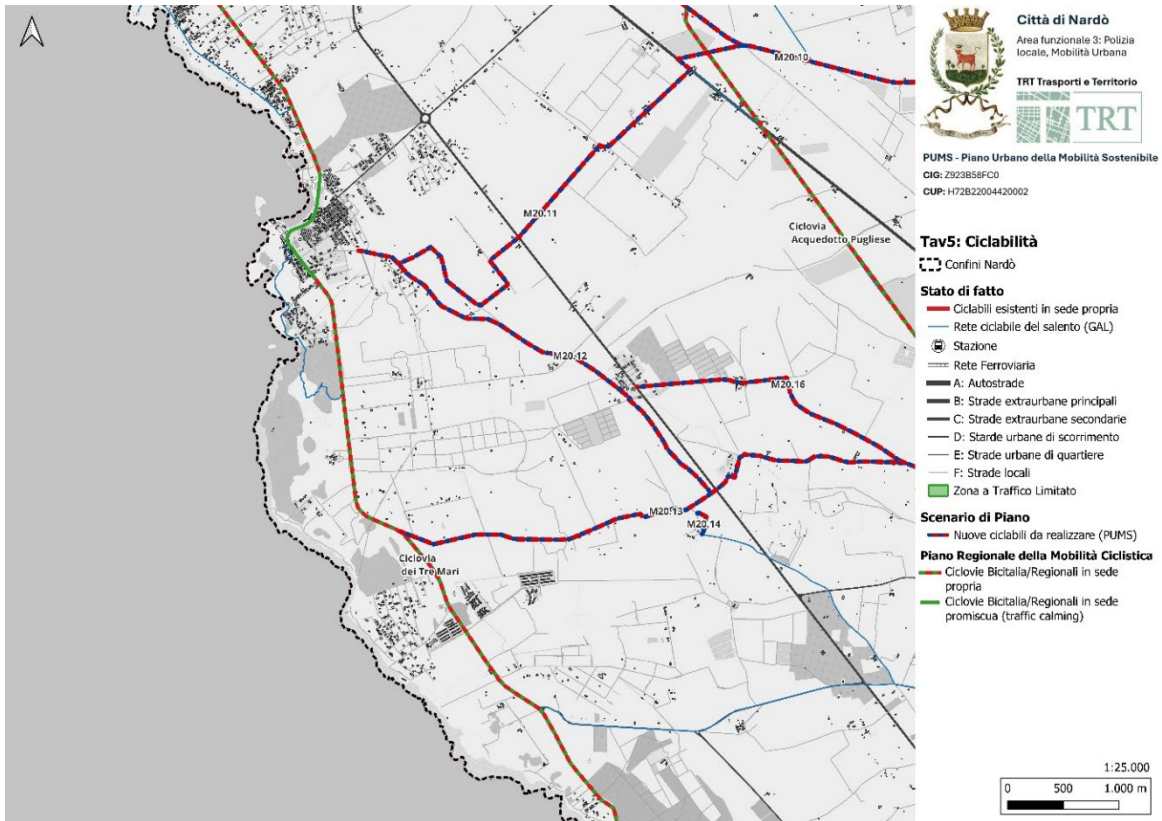 M20.10
M20.11
Ciclovia
Acquedotto Pugliese
M20.12
M20.16
M20.13
M20.14
Ciclovia
dei Tre Mari
Città di Nardò
Area funzionale 3: Polizia
locale, Mobilità Urbana
TRT Trasporti e Territorio
TRT
PUMS - Piano Urbano della Mobilità Sostenibile
CIG: Z923B58FC0
CUP: H72B22004420002
Tav5: Ciclabilità
Confini Nardò
Stato di fatto
Ciclabili esistenti in sede propria
Rete ciclabile del salento (GAL)
Stazione
Rete Ferroviaria
A: Autostrade
B: Strade extraurbane principali
C: Strade extraurbane secondarie
D: Starde urbane di scorrimento
E: Strade urbane di quartiere
F: Strade locali
Zona a Traffico Limitato
Scenario di Piano
Nuove ciclabili da realizzare (PUMS)
Piano Regionale della Mobilità Ciclistica
Ciclovie Bicitalia/Regionali in sede
propria
Ciclovie Bicitalia/Regionali in sede
promiscua (traffic calming)
1:25.000
0 500 1.000 m